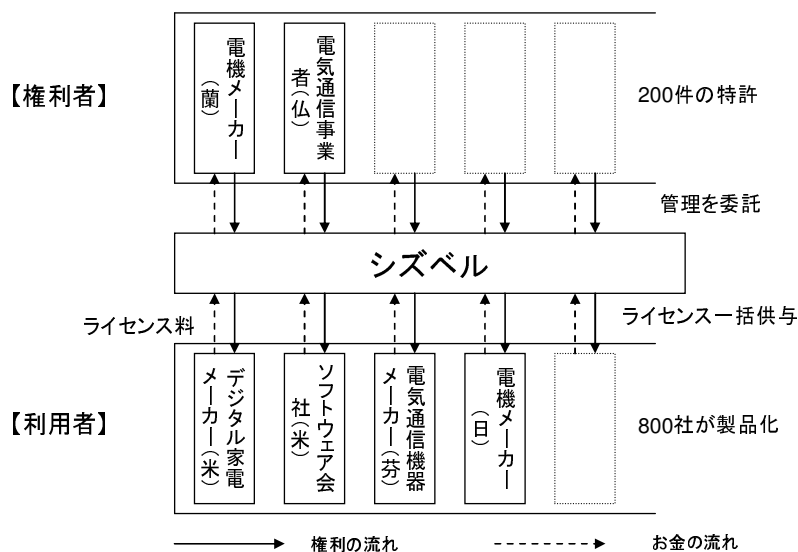 【権利者】
電機メーカー
(蘭)
電気通信事業
者(仏)
200件の特許
管理を委託
シズベル
ライセンス料
ライセンス一括供与
【利用者】
デジタル家電
メーカー(米)
ソフトウェア会
社(米)
電気通信機器
メーカー(芬)
電機メーカー
(日)
800社が製品化
権利の流れ
お金の流れ